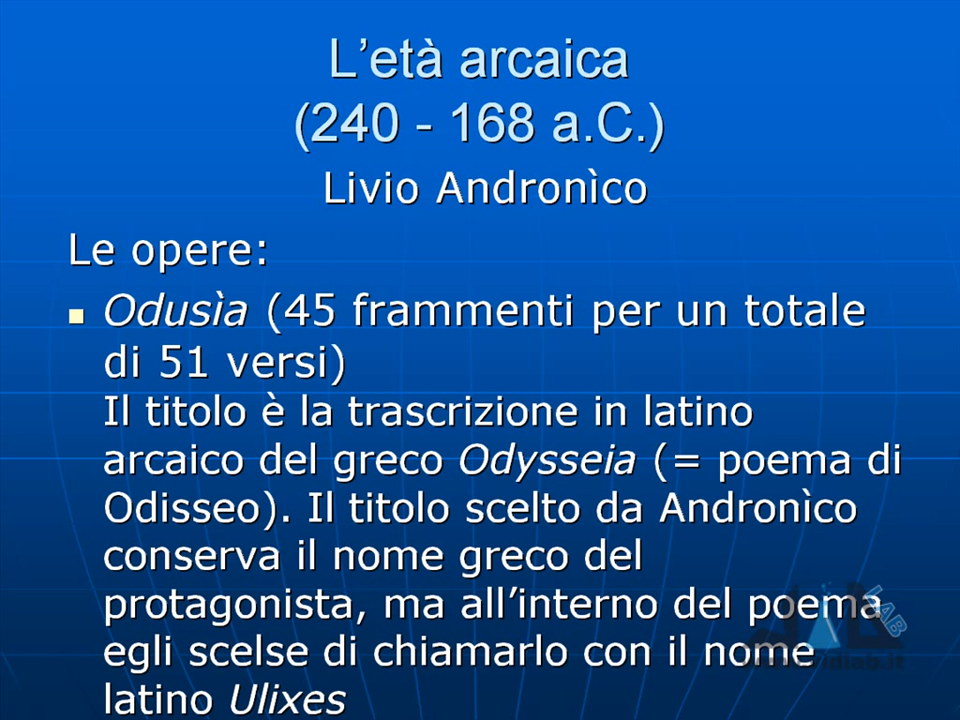 L’età arcaica
(240 - 168 a.C.)
Livio Andronìco
Le opere:
Odusìa (45 frammenti per un totale
di 51 versi)
Il titolo è la trascrizione in latino
arcaico del greco Odysseia (= poema di
Odisseo). Il titolo scelto da Andronìco
conserva il nome greco del
protagonista, ma all’interno del poema
egli scelse di chiamarlo con il nome
latino Ulixes
LAB